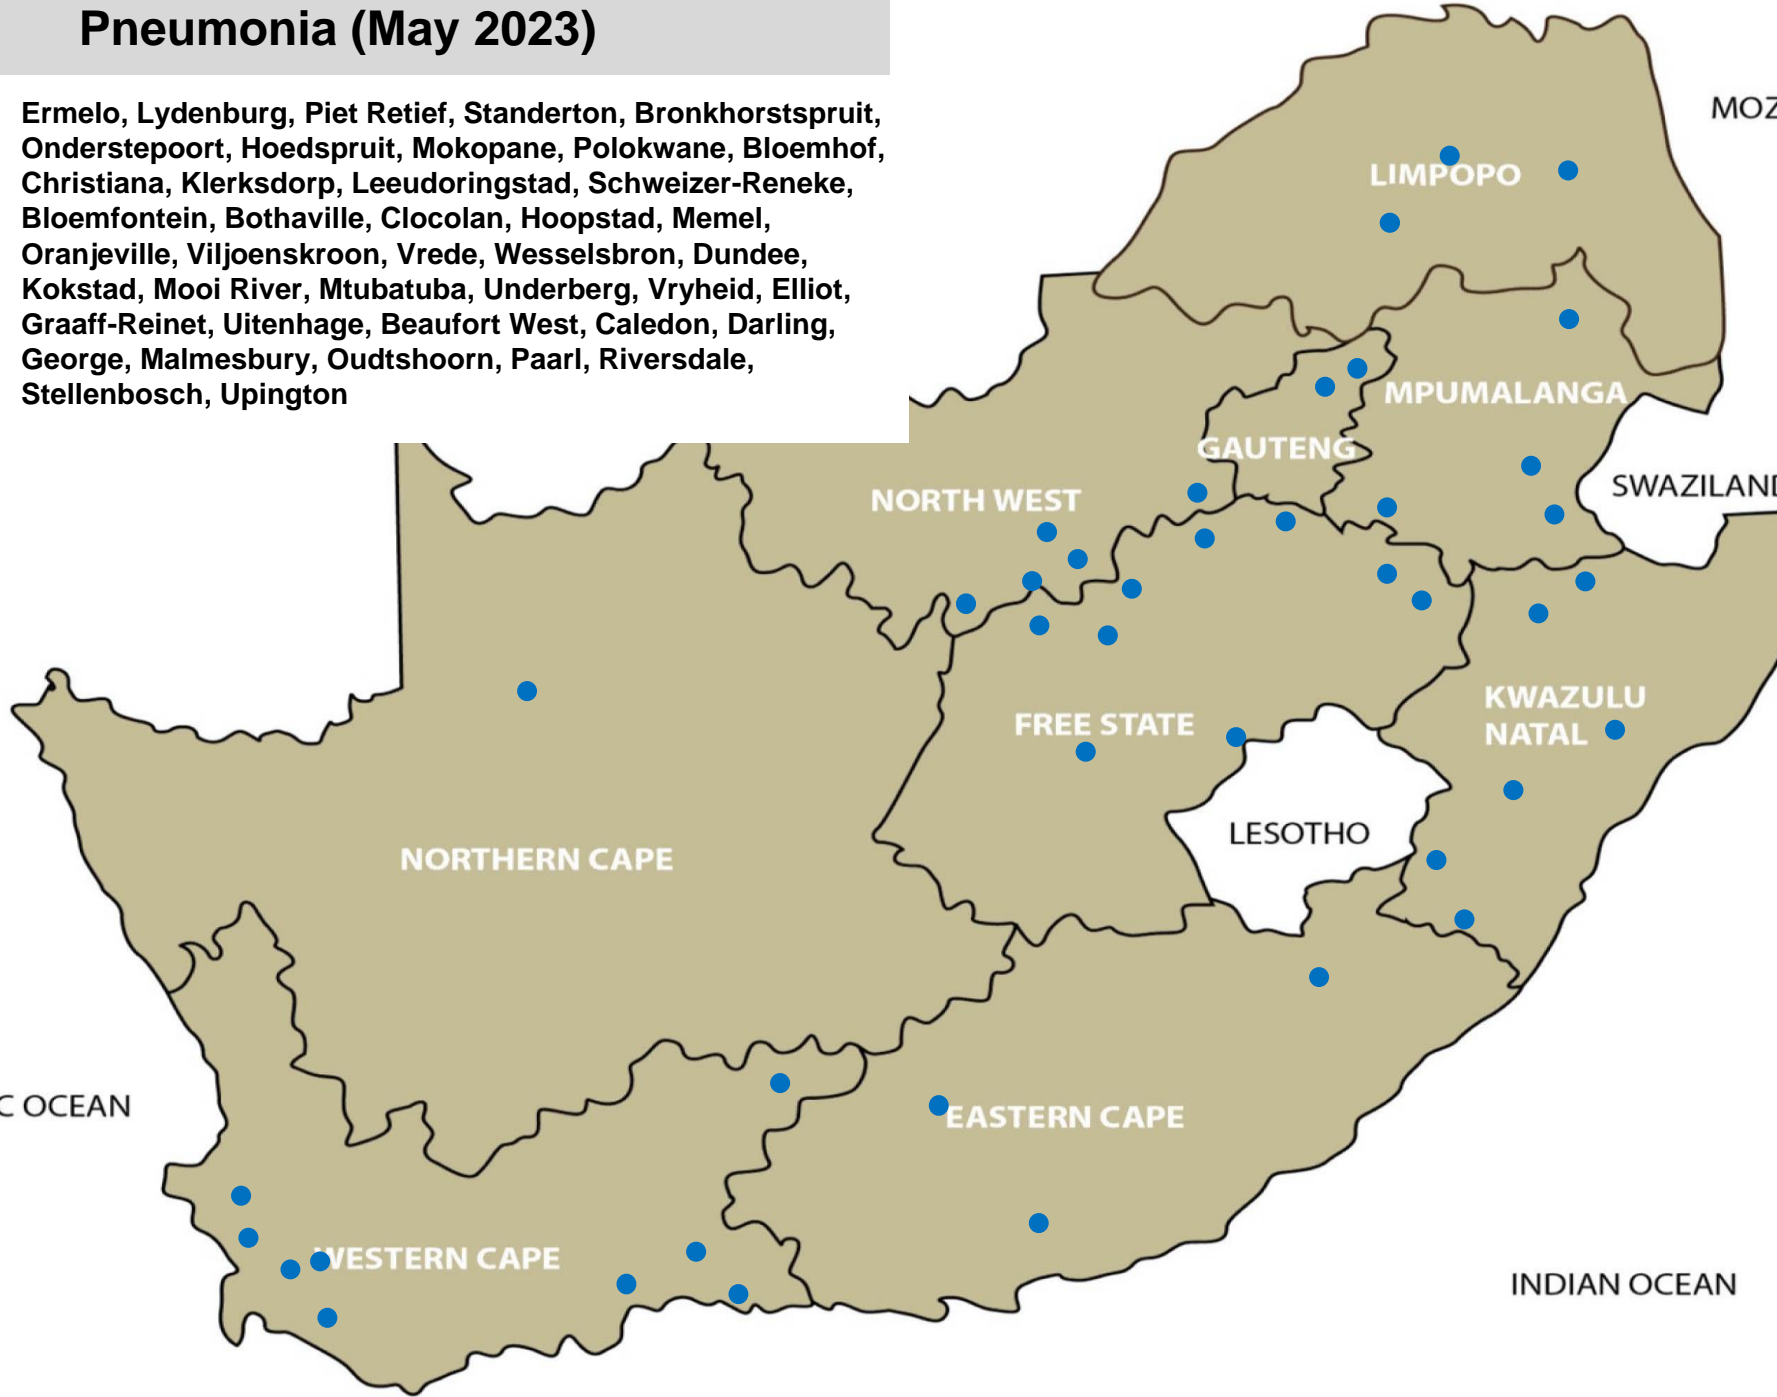 Pneumonia (May 2023)
Ermelo, Lydenburg, Piet Retief, Standerton, Bronkhorstspruit,
Onderstepoort, Hoedspruit, Mokopane, Polokwane, Bloemhof,
Christiana, Klerksdorp, Leeudoringstad, Schweizer-Reneke,
Bloemfontein, Bothaville, Clocolan, Hoopstad, Memel,
Oranjeville, Viljoenskroon, Vrede, Wesselsbron, Dundee,
Kokstad, Mooi River, Mtubatuba, Underberg, Vryheid, Elliot,
Graaff-Reinet, Uitenhage, Beaufort West, Caledon, Darling,
George, Malmesbury, Oudtshoorn, Paarl, Riversdale,
Stellenbosch, Upington
MOZ
LIMPOPO
MPUMALANGA
GAUTENG
SWAZILAND
NORTH WEST
KWAZULU
NATAL
FREE STATE
LESOTHO
NORTHERN CAPE
C OCEAN
EASTERN CAPE
WESTERN CAPE
INDIAN OCEAN